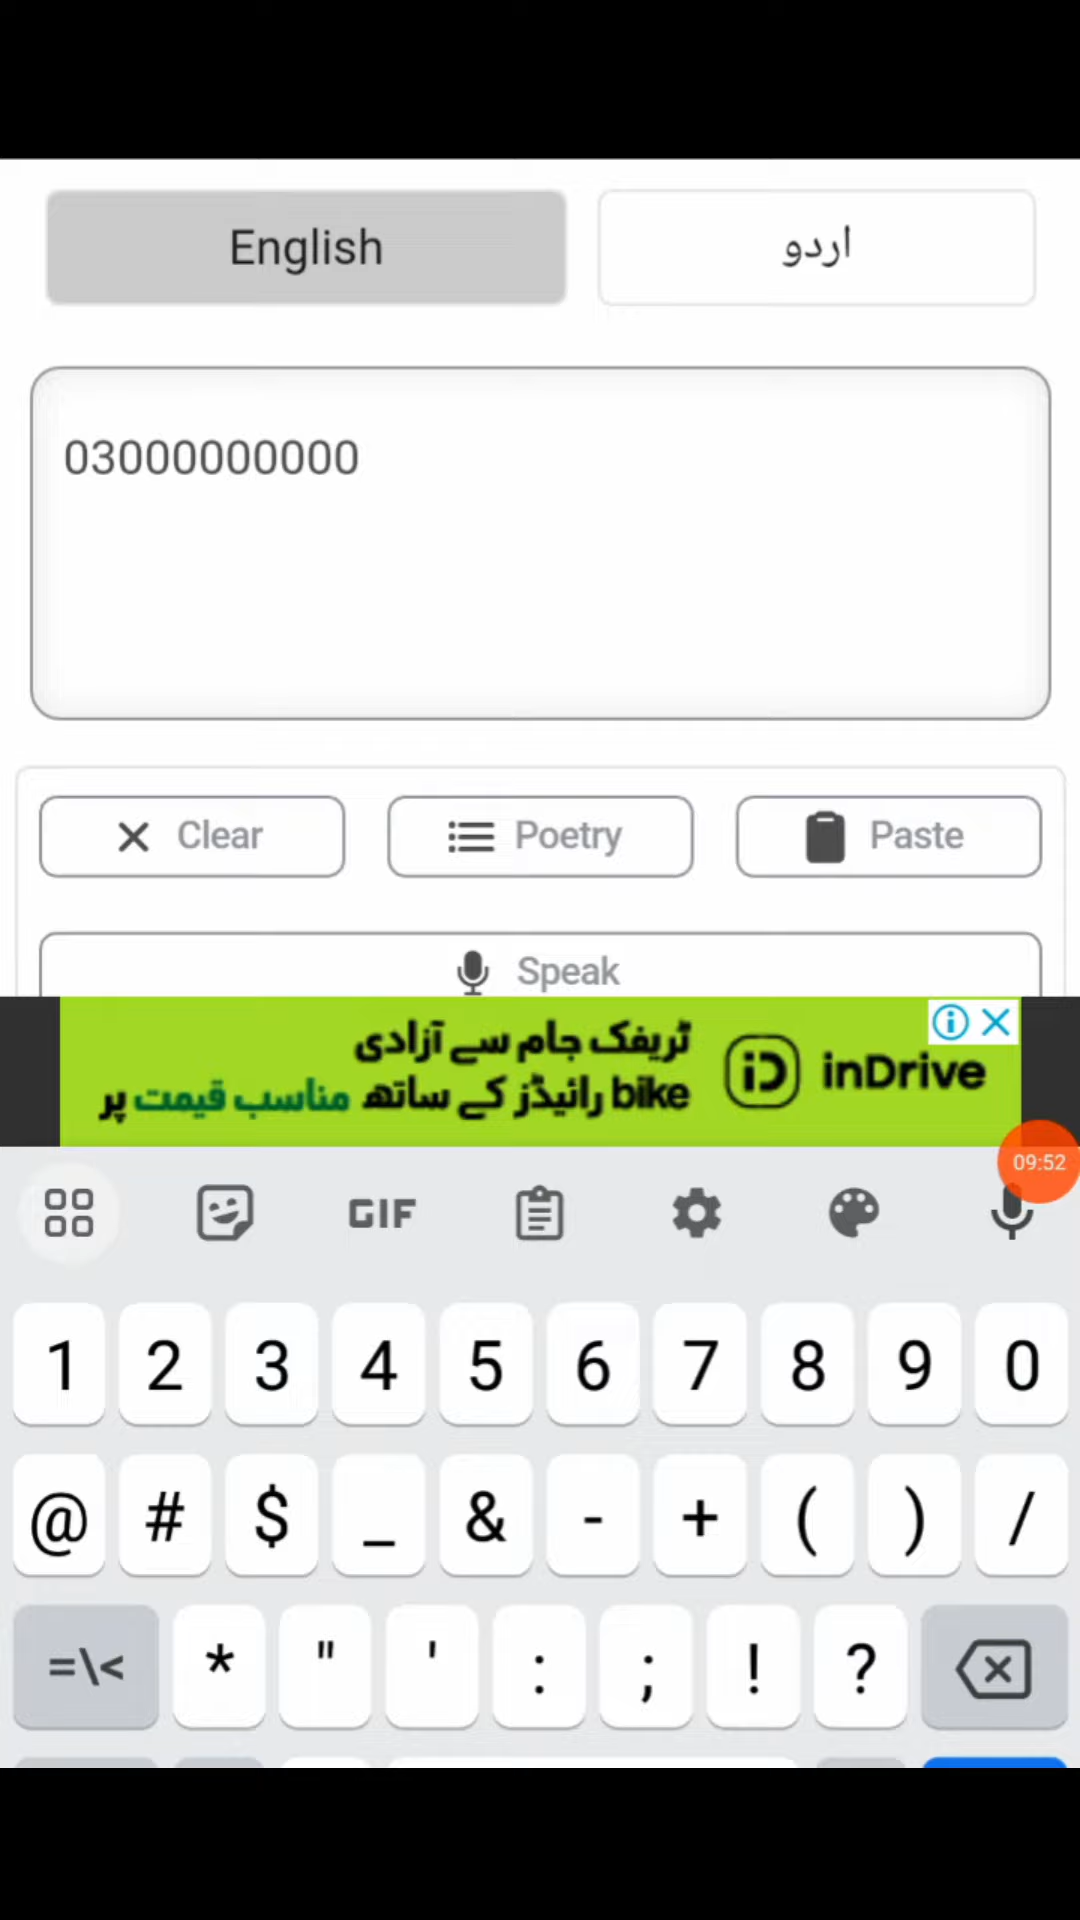 English
اردو
03000000000
Clear
Poetry
Paste
Speak
ٹریفک جام سے آزادی
bike رائیڈز کے ساتھ مناسب قیمت پر
iD inDrive
09:52
GIF
1 2 3 4 5 6 7 8 9 0
@ # $ _ & - + ( ) /
=\< * " ' : ; ! ?